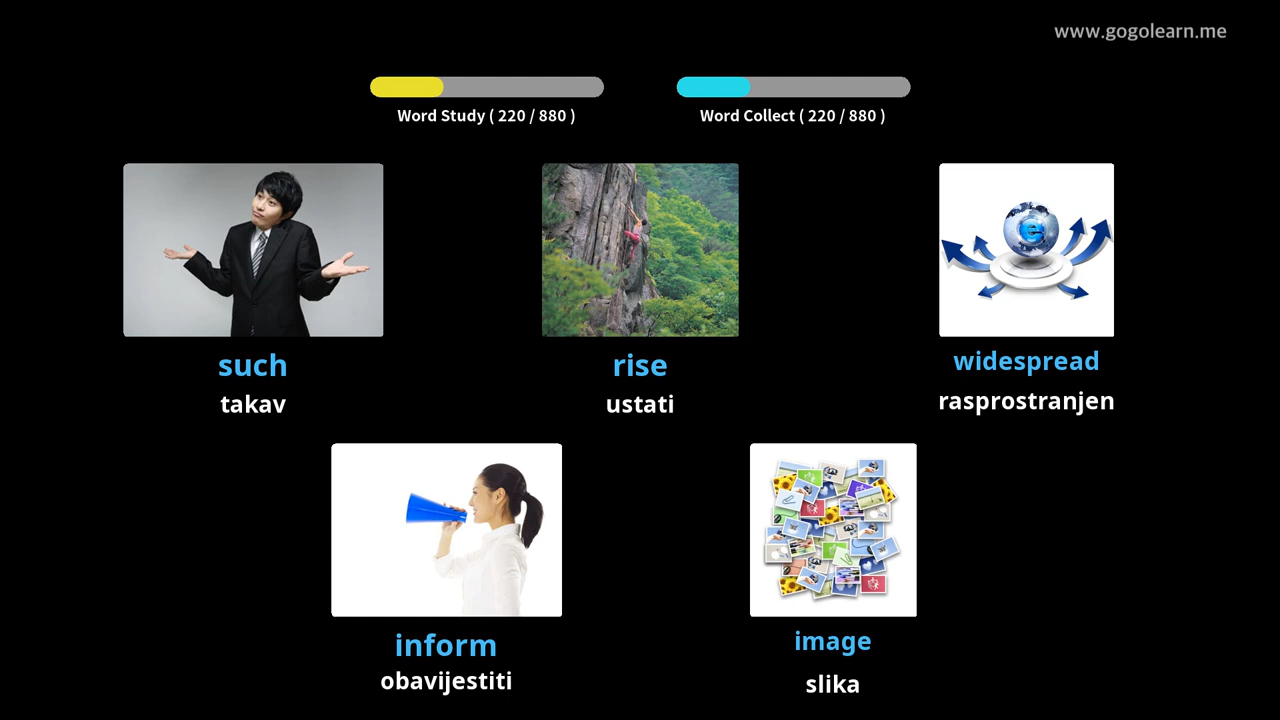 www.gogolearn.me
Word Study ( 220 / 880 )
Word Collect ( 220 / 880 )
such
takav
rise
ustati
widespread
rasprostranjen
inform
obavijestiti
image
slika